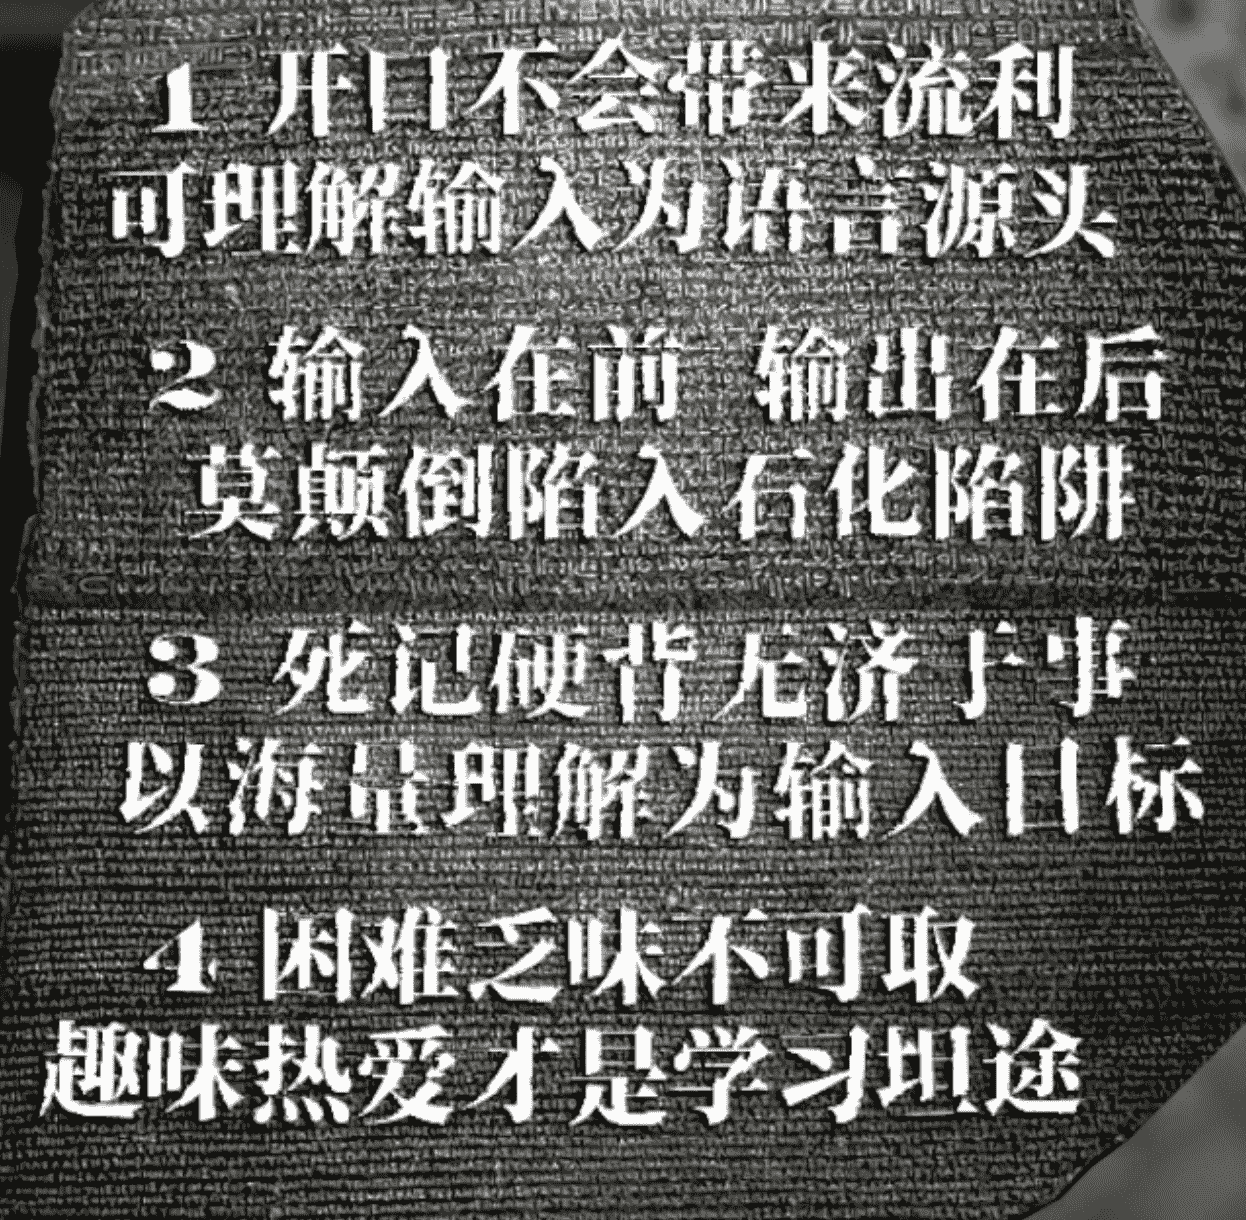 1 开口不会带来流利
可理解输入为语言源头
2 输入在前 输出在后
莫颠倒陷入石化陷阱
3 死记硬背无济于事
以海量理解为输入目标
4 困难乏味不可取
趣味热爱才是学习坦途